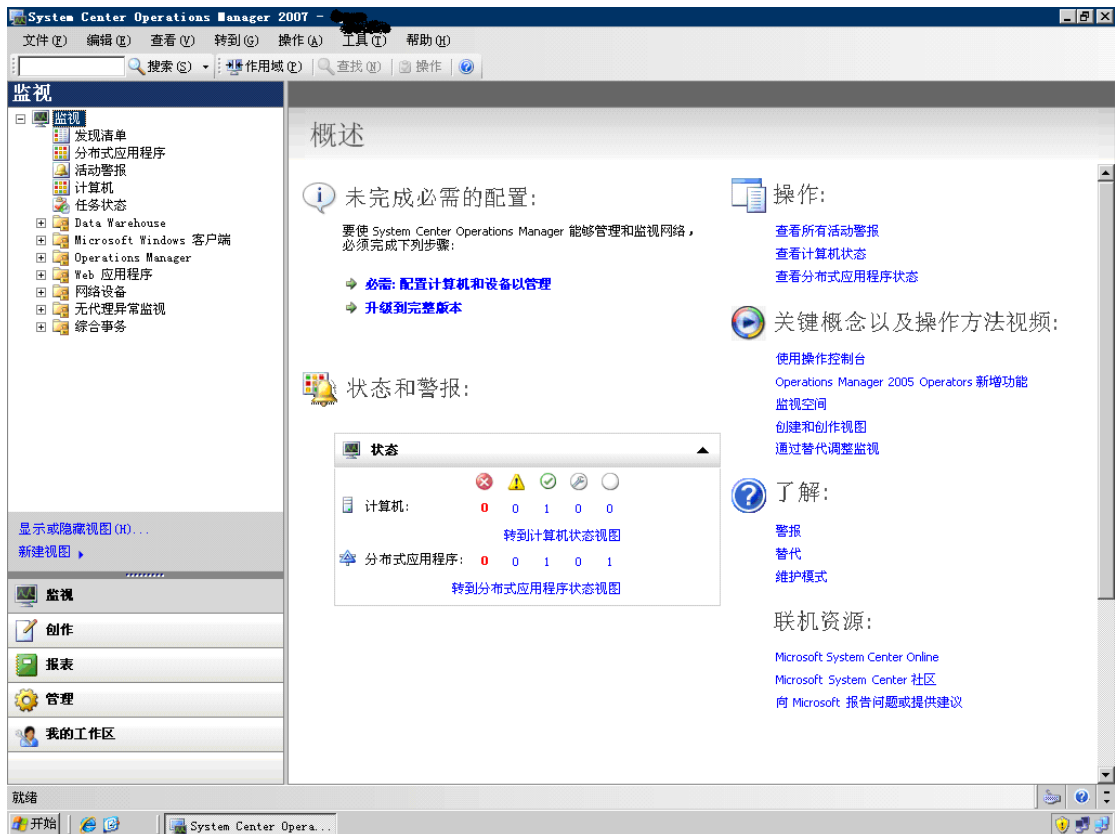 System Center Operations Manager 2007 -
文件(F) 编辑(E) 查看(V) 转到(G) 操作(A) 工具(T) 帮助(H)
搜索(S) 作用域(P) 查找(N) 操作
监视
监视
发现清单
分布式应用程序
活动警报
计算机
任务状态
Data Warehouse
Microsoft Windows 客户端
Operations Manager
Web 应用程序
网络设备
无代理异常监视
综合事务
显示或隐藏视图(H)...
新建视图
监视
创作
报表
管理
我的工作区
概述
未完成必需的配置:
要使 System Center Operations Manager 能够管理和监视网络，
必须完成下列步骤:
必需: 配置计算机和设备以管理
升级到完整版本
状态和警报:
状态
计算机: 0 0 1 0 0
转到计算机状态视图
分布式应用程序: 0 0 1 0 1
转到分布式应用程序状态视图
操作:
查看所有活动警报
查看计算机状态
查看分布式应用程序状态
关键概念以及操作方法视频:
使用操作控制台
Operations Manager 2005 Operators 新增功能
监视空间
创建和创作视图
通过替代调整监视
了解:
警报
替代
维护模式
联机资源:
Microsoft System Center Online
Microsoft System Center 社区
向 Microsoft 报告问题或提供建议
就绪
开始 System Center Opera...